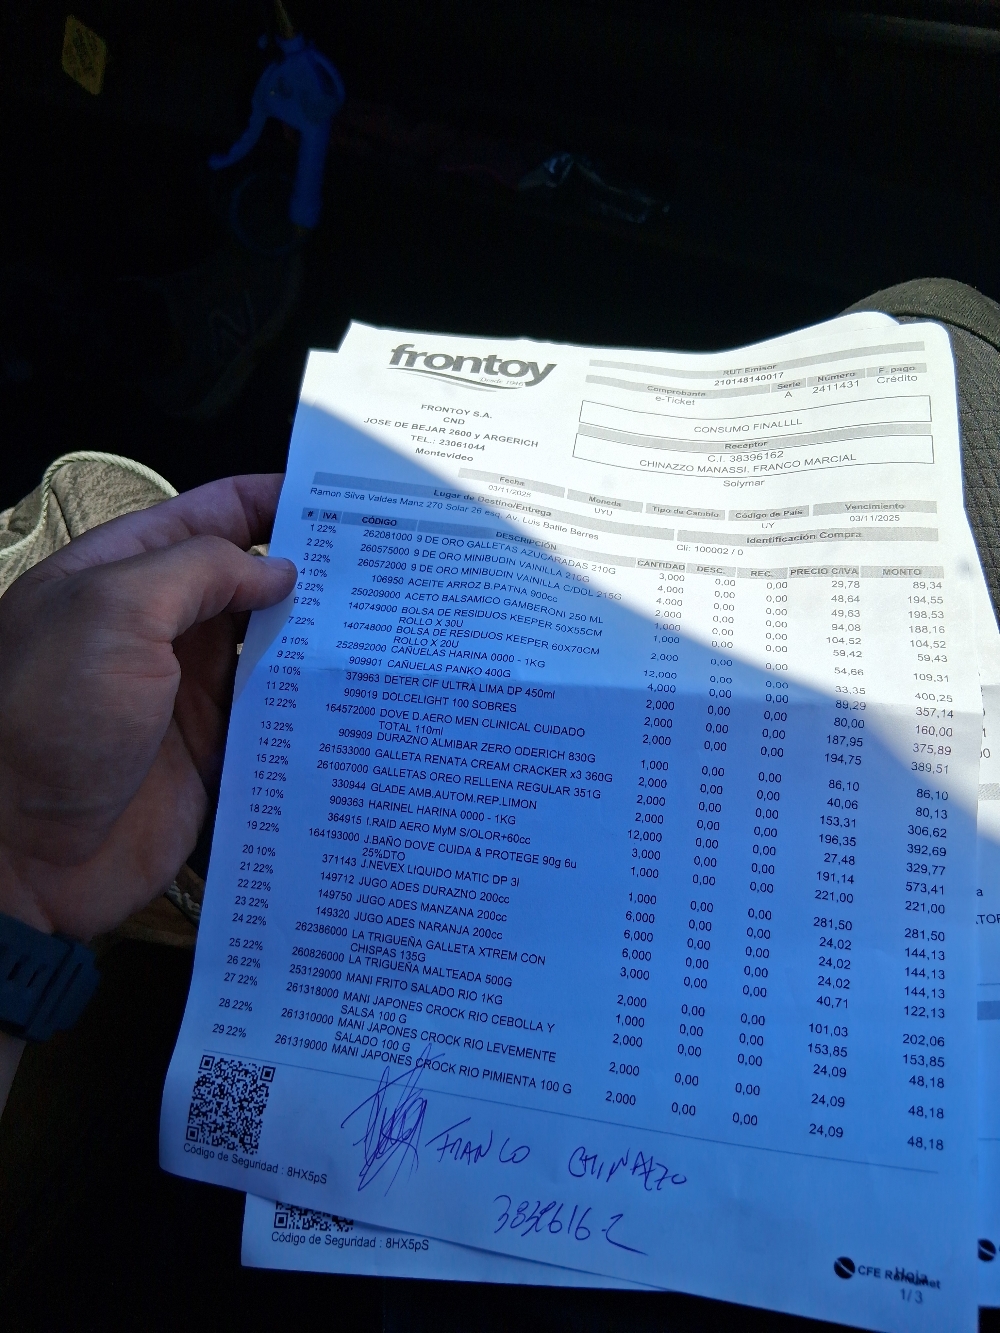 frontoy
Desde 1946
FRONTOY S.A.
CND
JOSE DE BEJAR 2600 y ARGERICH
TEL.: 23061044
Montevideo
RUT Emisor
210148140017
Comprobante Serie Número F. pago
e-Ticket A 2411431 Crédito
CONSUMO FINALLLL
Receptor
C.I. 38396162
CHINAZZO MANASSI, FRANCO MARCIAL
Solymar
Fecha Moneda Tipo de Cambio Código de País Vencimiento
03/11/2025 UYU UY 03/11/2025
Lugar de Destino/Entrega Identificación Compra
Ramon Silva Valdes Manz 270 Solar 26 esq. Av. Luis Batlle Berres Cli: 100002 / 0
# IVA CÓDIGO DESCRIPCIÓN CANTIDAD DESC. REC. PRECIO C/IVA MONTO
1 22% 262081000 9 DE ORO GALLETAS AZUCARADAS 210G 3,000 0,00 0,00 29,78 89,34
2 22% 260575000 9 DE ORO MINIBUDIN VAINILLA 210G 4,000 0,00 0,00 48,64 194,55
3 22% 260572000 9 DE ORO MINIBUDIN VAINILLA C/DOL 215G 4,000 0,00 0,00 49,63 198,53
4 10% 106950 ACEITE ARROZ B.PATNA 900cc 2,000 0,00 0,00 94,08 188,16
5 22% 250209000 ACETO BALSAMICO GAMBERONI 250 ML 1,000 0,00 0,00 104,52 104,52
6 22% 140749000 BOLSA DE RESIDUOS KEEPER 50X55CM 1,000 0,00 0,00 59,42 59,43
ROLLO X 30U
7 22% 140748000 BOLSA DE RESIDUOS KEEPER 60X70CM 2,000 0,00 0,00 54,66 109,31
ROLLO X 20U
8 10% 252892000 CAÑUELAS HARINA 0000 - 1KG 12,000 0,00 0,00 33,35 400,25
9 22% 909901 CAÑUELAS PANKO 400G 4,000 0,00 0,00 89,29 357,14
10 10% 379963 DETER CIF ULTRA LIMA DP 450ml 2,000 0,00 0,00 80,00 160,00
11 22% 909019 DOLCELIGHT 100 SOBRES 2,000 0,00 0,00 187,95 375,89
12 22% 164572000 DOVE D.AERO MEN CLINICAL CUIDADO 2,000 0,00 0,00 194,75 389,51
TOTAL 110ml
13 22% 909909 DURAZNO ALMIBAR ZERO ODERICH 830G 1,000 0,00 0,00 86,10 86,10
14 22% 261533000 GALLETA RENATA CREAM CRACKER x3 360G 2,000 0,00 0,00 40,06 80,13
15 22% 261007000 GALLETAS OREO RELLENA REGULAR 351G 2,000 0,00 0,00 153,31 306,62
16 22% 330944 GLADE AMB.AUTOM.REP.LIMON 2,000 0,00 0,00 196,35 392,69
17 10% 909363 HARINEL HARINA 0000 - 1KG 12,000 0,00 0,00 27,48 329,77
18 22% 364915 I.RAID AERO MyM S/OLOR+60cc 3,000 0,00 0,00 191,14 573,41
19 22% 164193000 J.BAÑO DOVE CUIDA & PROTEGE 90g 6u 1,000 0,00 0,00 221,00 221,00
25%DTO
20 10% 371143 J.NEVEX LIQUIDO MATIC DP 3l 1,000 0,00 0,00 281,50 281,50
21 22% 149712 JUGO ADES DURAZNO 200cc 6,000 0,00 0,00 24,02 144,13
22 22% 149750 JUGO ADES MANZANA 200cc 6,000 0,00 0,00 24,02 144,13
23 22% 149320 JUGO ADES NARANJA 200cc 6,000 0,00 0,00 24,02 144,13
24 22% 262386000 LA TRIGUEÑA GALLETA XTREM CON 3,000 0,00 0,00 40,71 122,13
CHISPAS 135G
25 22% 260826000 LA TRIGUEÑA MALTEADA 500G 2,000 0,00 0,00 101,03 202,06
26 22% 253129000 MANI FRITO SALADO RIO 1KG 1,000 0,00 0,00 153,85 153,85
27 22% 261318000 MANI JAPONES CROCK RIO CEBOLLA Y 2,000 0,00 0,00 24,09 48,18
SALSA 100 G
28 22% 261310000 MANI JAPONES CROCK RIO LEVEMENTE 2,000 0,00 0,00 24,09 48,18
SALADO 100 G
29 22% 261319000 MANI JAPONES CROCK RIO PIMIENTA 100 G 2,000 0,00 0,00 24,09 48,18
FRANCO CHINAZZO
Código de Seguridad : 8HX5pS
Código de Seguridad : 8HX5pS
CFE
Hoja
1/3